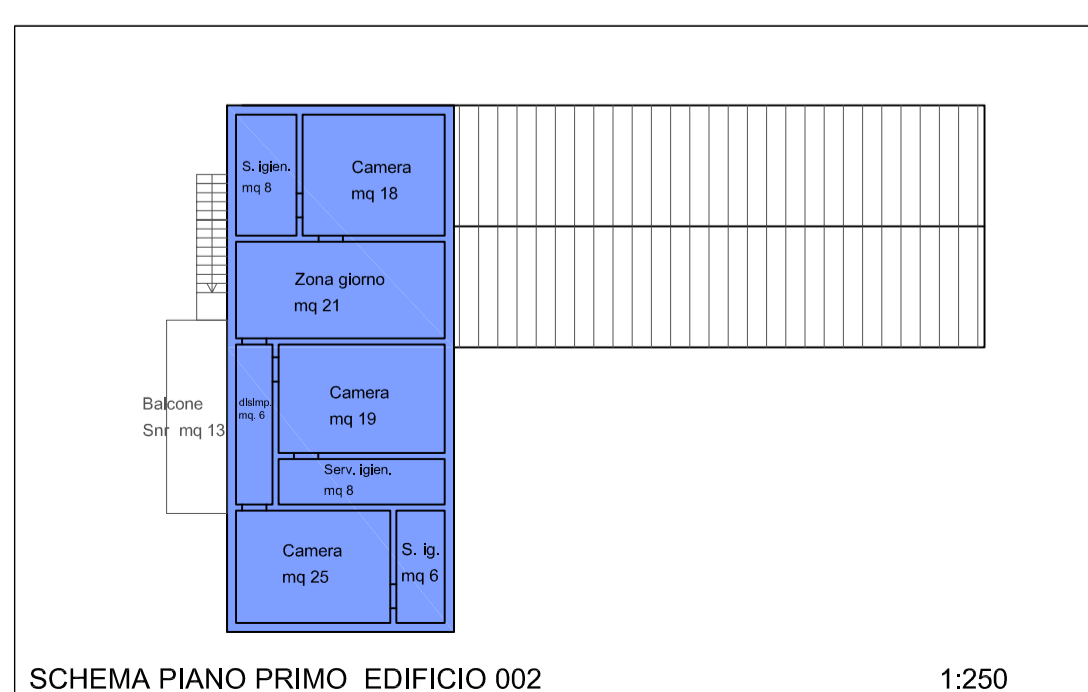 S. igien.
mq 8
Camera
mq 18
Zona giorno
mq 21
Balcone
Snr mq 13
dIsImp.
mq. 6
Camera
mq 19
Serv. igien.
mq 8
Camera
mq 25
S. ig.
mq 6
SCHEMA PIANO PRIMO EDIFICIO 002
1:250